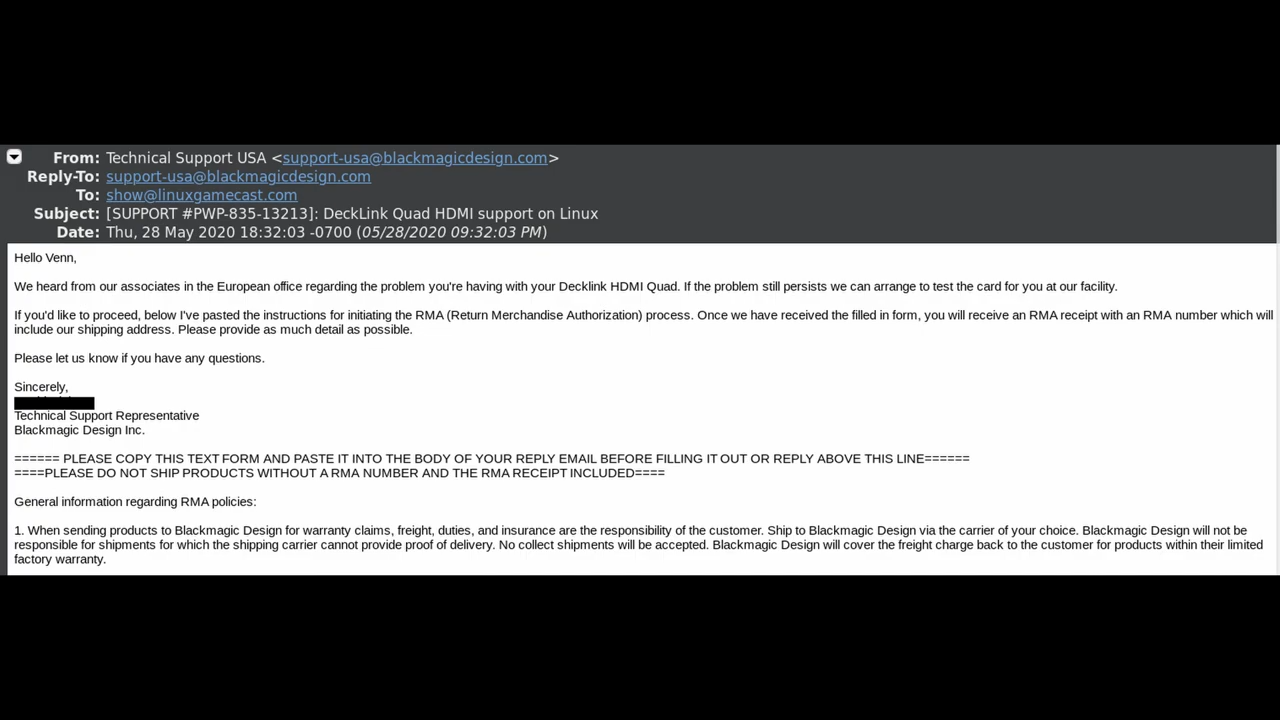 From: Technical Support USA <support-usa@blackmagicdesign.com>
Reply-To: support-usa@blackmagicdesign.com
To: show@linuxgamecast.com
Subject: [SUPPORT #PWP-835-13213]: DeckLink Quad HDMI support on Linux
Date: Thu, 28 May 2020 18:32:03 -0700 (05/28/2020 09:32:03 PM)
Hello Venn,
We heard from our associates in the European office regarding the problem you're having with your Decklink HDMI Quad. If the problem still persists we can arrange to test the card for you at our facility.
If you'd like to proceed, below I've pasted the instructions for initiating the RMA (Return Merchandise Authorization) process. Once we have received the filled in form, you will receive an RMA receipt with an RMA number which will
include our shipping address. Please provide as much detail as possible.
Please let us know if you have any questions.
Sincerely,
Technical Support Representative
Blackmagic Design Inc.
====== PLEASE COPY THIS TEXT FORM AND PASTE IT INTO THE BODY OF YOUR REPLY EMAIL BEFORE FILLING IT OUT OR REPLY ABOVE THIS LINE======
====PLEASE DO NOT SHIP PRODUCTS WITHOUT A RMA NUMBER AND THE RMA RECEIPT INCLUDED====
General information regarding RMA policies:
1. When sending products to Blackmagic Design for warranty claims, freight, duties, and insurance are the responsibility of the customer. Ship to Blackmagic Design via the carrier of your choice. Blackmagic Design will not be
responsible for shipments for which the shipping carrier cannot provide proof of delivery. No collect shipments will be accepted. Blackmagic Design will cover the freight charge back to the customer for products within their limited
factory warranty.